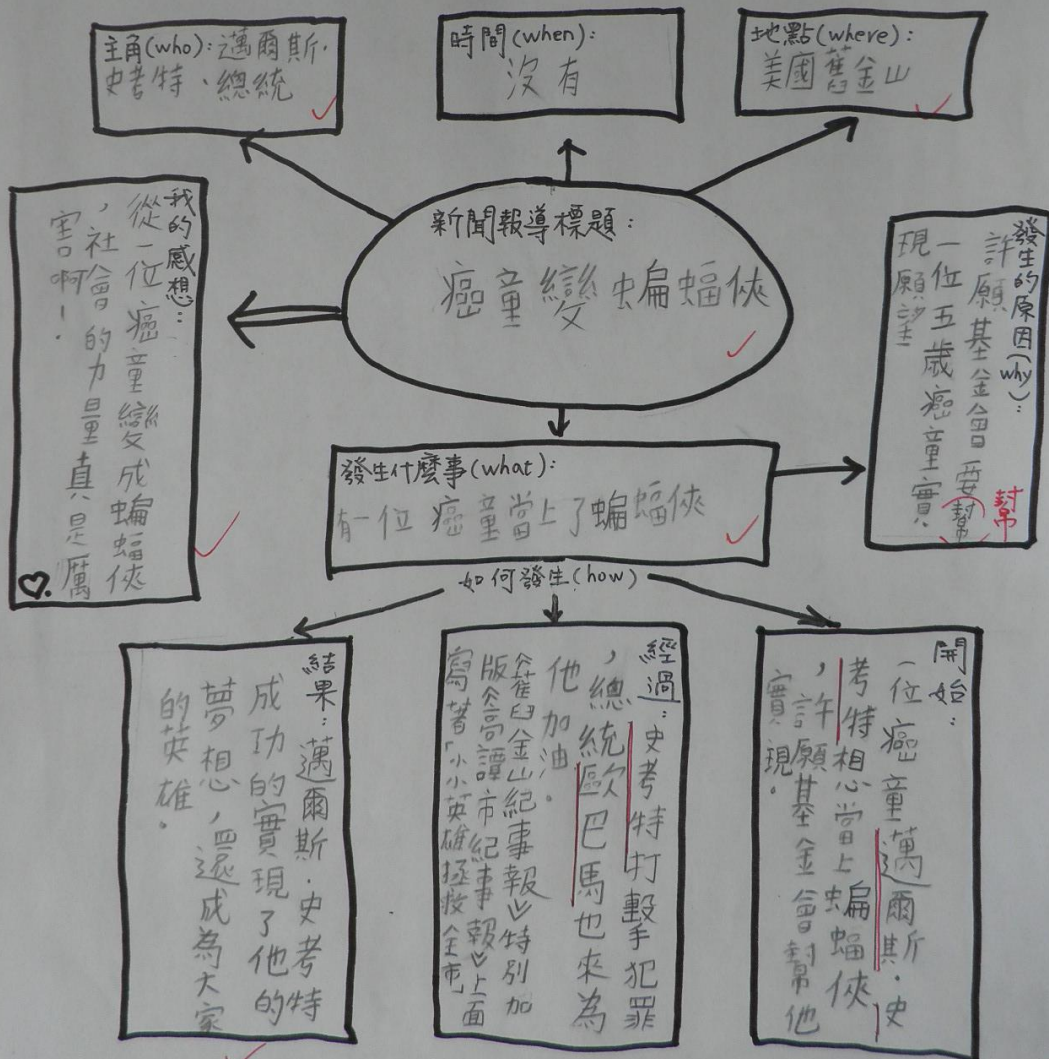 主角(who)：邁爾斯·
史考特、總統
時間(when)：
沒有
地點(where)：
美國舊金山
新聞報導標題：
癌童變蝙蝠俠
我的感想：
從一位癌童變成蝙蝠俠
，社會的力量真是厲
害啊！
發生的原因(why)：
許願基金會要幫
一位五歲癌童實
現願望
幫
發生什麼事(what)：
有一位癌童當上了蝙蝠俠
如何發生(how)
開始：
一位癌童邁爾斯·史
考特想當上蝙蝠俠
，許願基金會幫他
實現。
經過：史考特打擊犯罪
，總統歐巴馬也來為
他加油。
《舊金山紀事報》特別加
版《高譚市紀事報》上面
寫著「小小英雄拯救全市」
結果：邁爾斯·史考特
成功的實現了他的
夢想，還成為大家
的英雄。